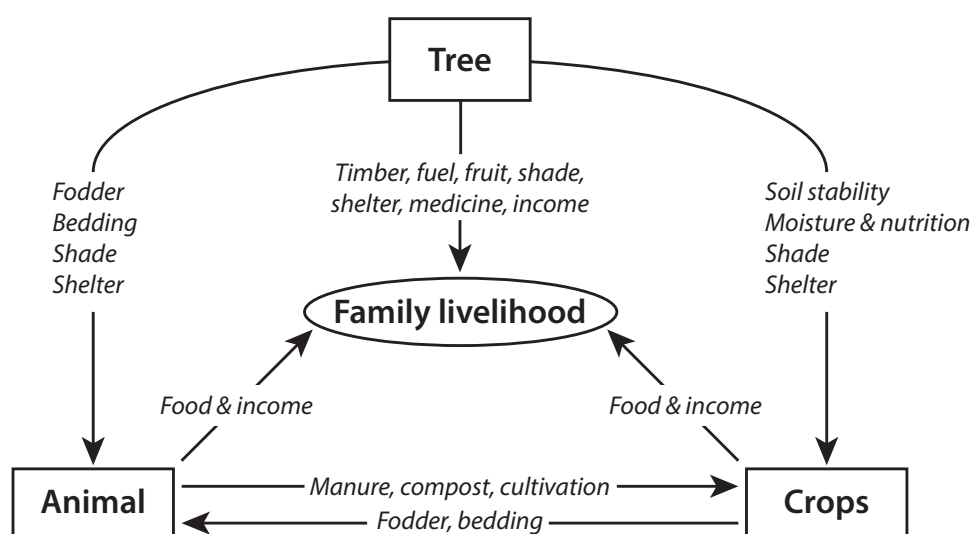 Tree
Timber, fuel, fruit, shade,
shelter, medicine, income
Fodder
Bedding
Shade
Shelter
Soil stability
Moisture & nutrition
Shade
Shelter
Family livelihood
Food & income
Food & income
Animal
Manure, compost, cultivation
Fodder, bedding
Crops